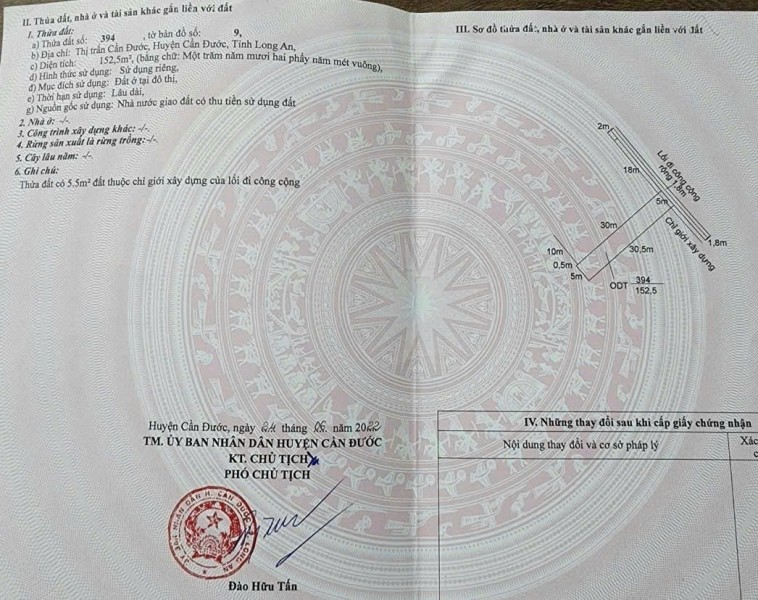 II. Thửa đất, nhà ở và tài sản khác gắn liền với đất
1. Thửa đất:
a) Thửa đất số: 394 , tờ bản đồ số: 9,
b) Địa chỉ: Thị trấn Cần Đước, Huyện Cần Đước, Tỉnh Long An,
c) Diện tích: 152,5m², (bằng chữ: Một trăm năm mươi hai phẩy năm mét vuông),
d) Hình thức sử dụng: Sử dụng riêng,
đ) Mục đích sử dụng: Đất ở tại đô thị,
e) Thời hạn sử dụng: Lâu dài,
g) Nguồn gốc sử dụng: Nhà nước giao đất có thu tiền sử dụng đất
2. Nhà ở: -/-.
3. Công trình xây dựng khác: -/-.
4. Rừng sản xuất là rừng trồng:-/-.
5. Cây lâu năm: -/-.
6. Ghi chú:
Thửa đất có 5.5m² đất thuộc chỉ giới xây dựng của lối đi công cộng
Huyện Cần Đước, ngày tháng năm 2022
TM. ỦY BAN NHÂN DÂN HUYỆN CẦN ĐƯỚC
KT. CHỦ TỊCH
PHÓ CHỦ TỊCH
ỦY BAN NHÂN DÂN H. CẦN ĐƯỚC
LONG AN
Đào Hữu Tấn
III. Sơ đồ thửa đất, nhà ở và tài sản khác gắn liền với đất
2m
Lối đi công cộng
rộng 1,8m
18m
5m
Chỉ giới xây dựng
30m
1,8m
10m
30,5m
0,5m
5m
ODT 394
152,5
IV. Những thay đổi sau khi cấp giấy chứng nhận
Nội dung thay đổi và cơ sở pháp lý
Xác